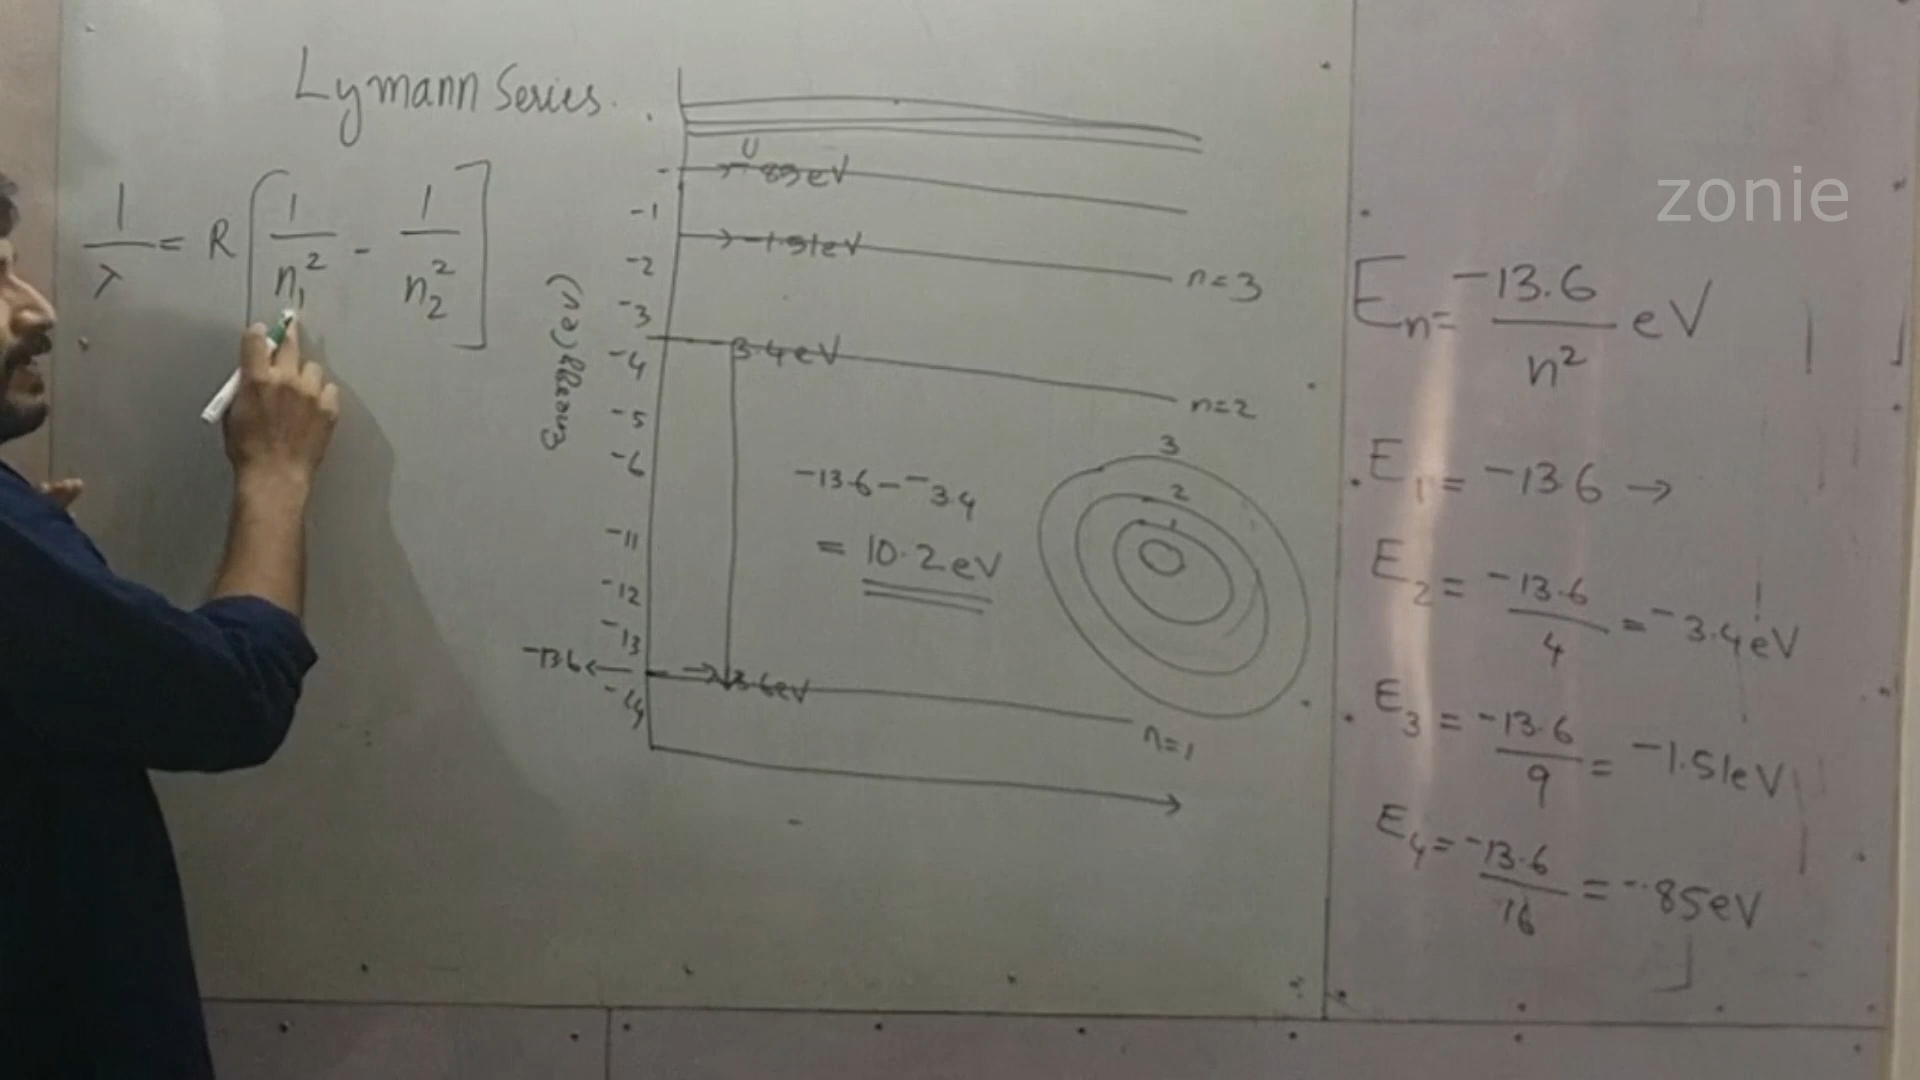 Lymann Series.
1/λ = R [1/n₁² - 1/n₂²]
Energy (ev)
-1
-2
-3
-4
-5
-6
-11
-12
-13
-13.6
-14
eV
-1.51eV
n=3
3.4eV
n=2
-13.6 - -3.4
= 10.2eV
13.6eV
n=1
3
2
1
zonie
En = -13.6/n² eV
E₁ = -13.6 →
E₂ = -13.6/4 = -3.4eV
E₃ = -13.6/9 = -1.51eV
E₄ = -13.6/16 = -.85eV